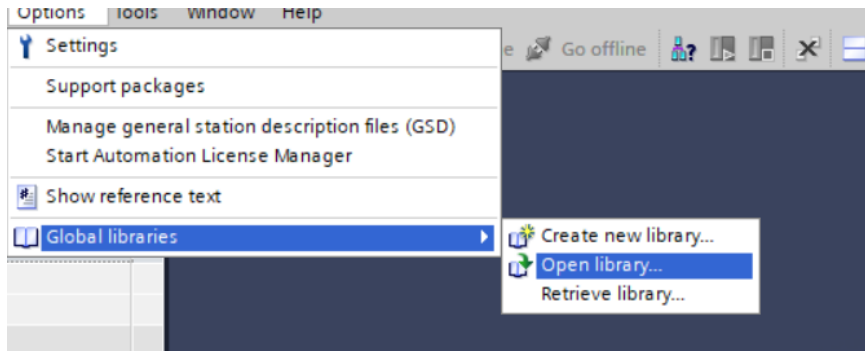 Options Tools Window Help
Settings
Go offline
Support packages
Manage general station description files (GSD)
Start Automation License Manager
Show reference text
Global libraries
Create new library...
Open library...
Retrieve library...